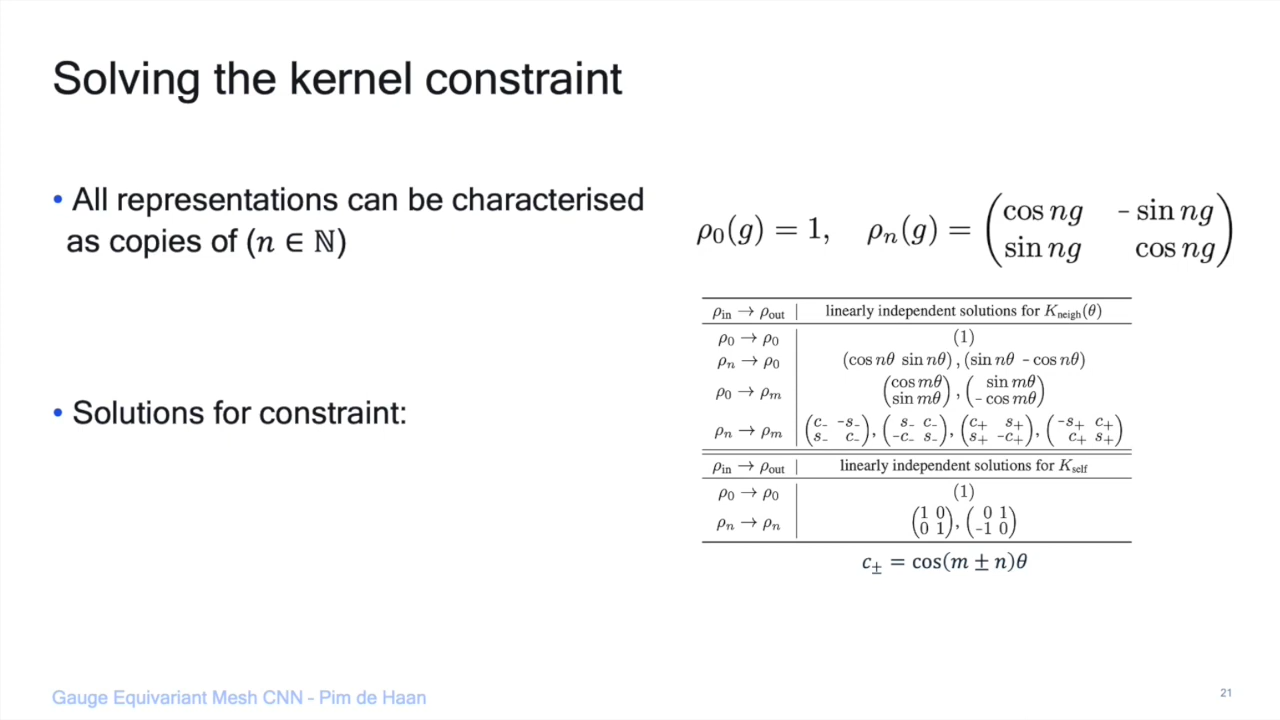 Solving the kernel constraint
• All representations can be characterised
as copies of (n ∈ ℕ)
ρ₀(g) = 1, ρₙ(g) = (cos ng −sin ng
sin ng cos ng)
• Solutions for constraint:
ρin → ρout | linearly independent solutions for Kneigh(θ)
ρ₀ → ρ₀ (1)
ρₙ → ρ₀ (cos nθ sin nθ), (sin nθ −cos nθ)
ρ₀ → ρₘ (cos mθ
sin mθ), (sin mθ
−cos mθ)
ρₙ → ρₘ (c₋ −s₋
s₋ c₋), (s₋ c₋
−c₋ s₋), (c₊ s₊
s₊ −c₊), (−s₊ c₊
c₊ s₊)
ρin → ρout | linearly independent solutions for Kself
ρ₀ → ρ₀ (1)
ρₙ → ρₙ (1 0
0 1), (0 1
−1 0)
c± = cos(m ± n)θ
Gauge Equivariant Mesh CNN - Pim de Haan
21